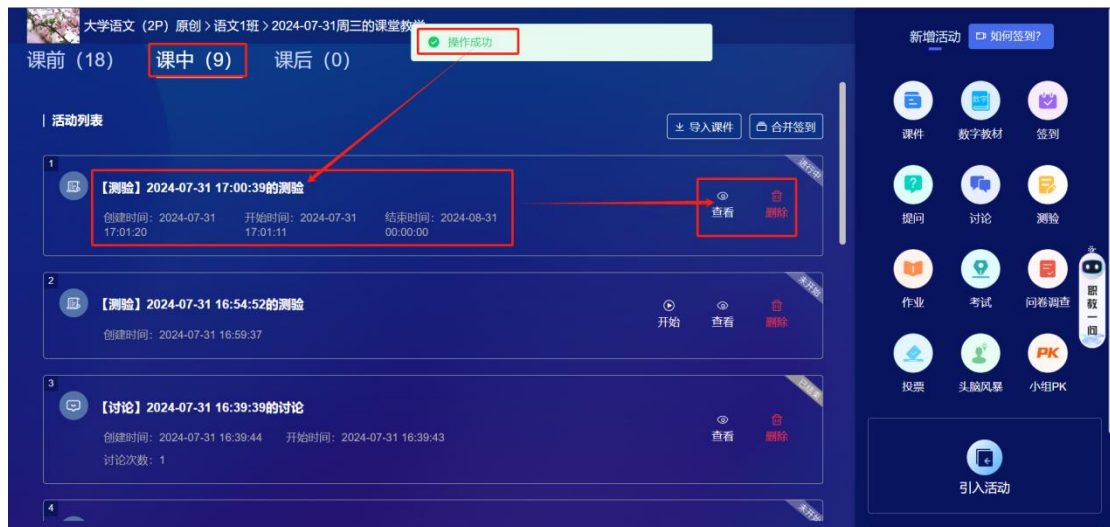 大学语文（2P）原创 > 语文1班 > 2024-07-31周三的课堂教学
操作成功
课前（18） 课中（9） 课后（0）
活动列表
导入课件 合并签到
1
进行中
【测验】2024-07-31 17:00:39的测验
创建时间：2024-07-31 17:01:20 开始时间：2024-07-31 17:01:11 结束时间：2024-08-31 00:00:00
查看 删除
2
未开始
【测验】2024-07-31 16:54:52的测验
创建时间：2024-07-31 16:59:37
开始 查看 删除
3
已结束
【讨论】2024-07-31 16:39:39的讨论
创建时间：2024-07-31 16:39:44 开始时间：2024-07-31 16:39:43
讨论次数：1
查看 删除
4
未开始
新增活动 如何签到?
课件 数字教材 签到
提问 讨论 测验
作业 考试 问卷调查
投票 头脑风暴 小组PK
引入活动
职教一问